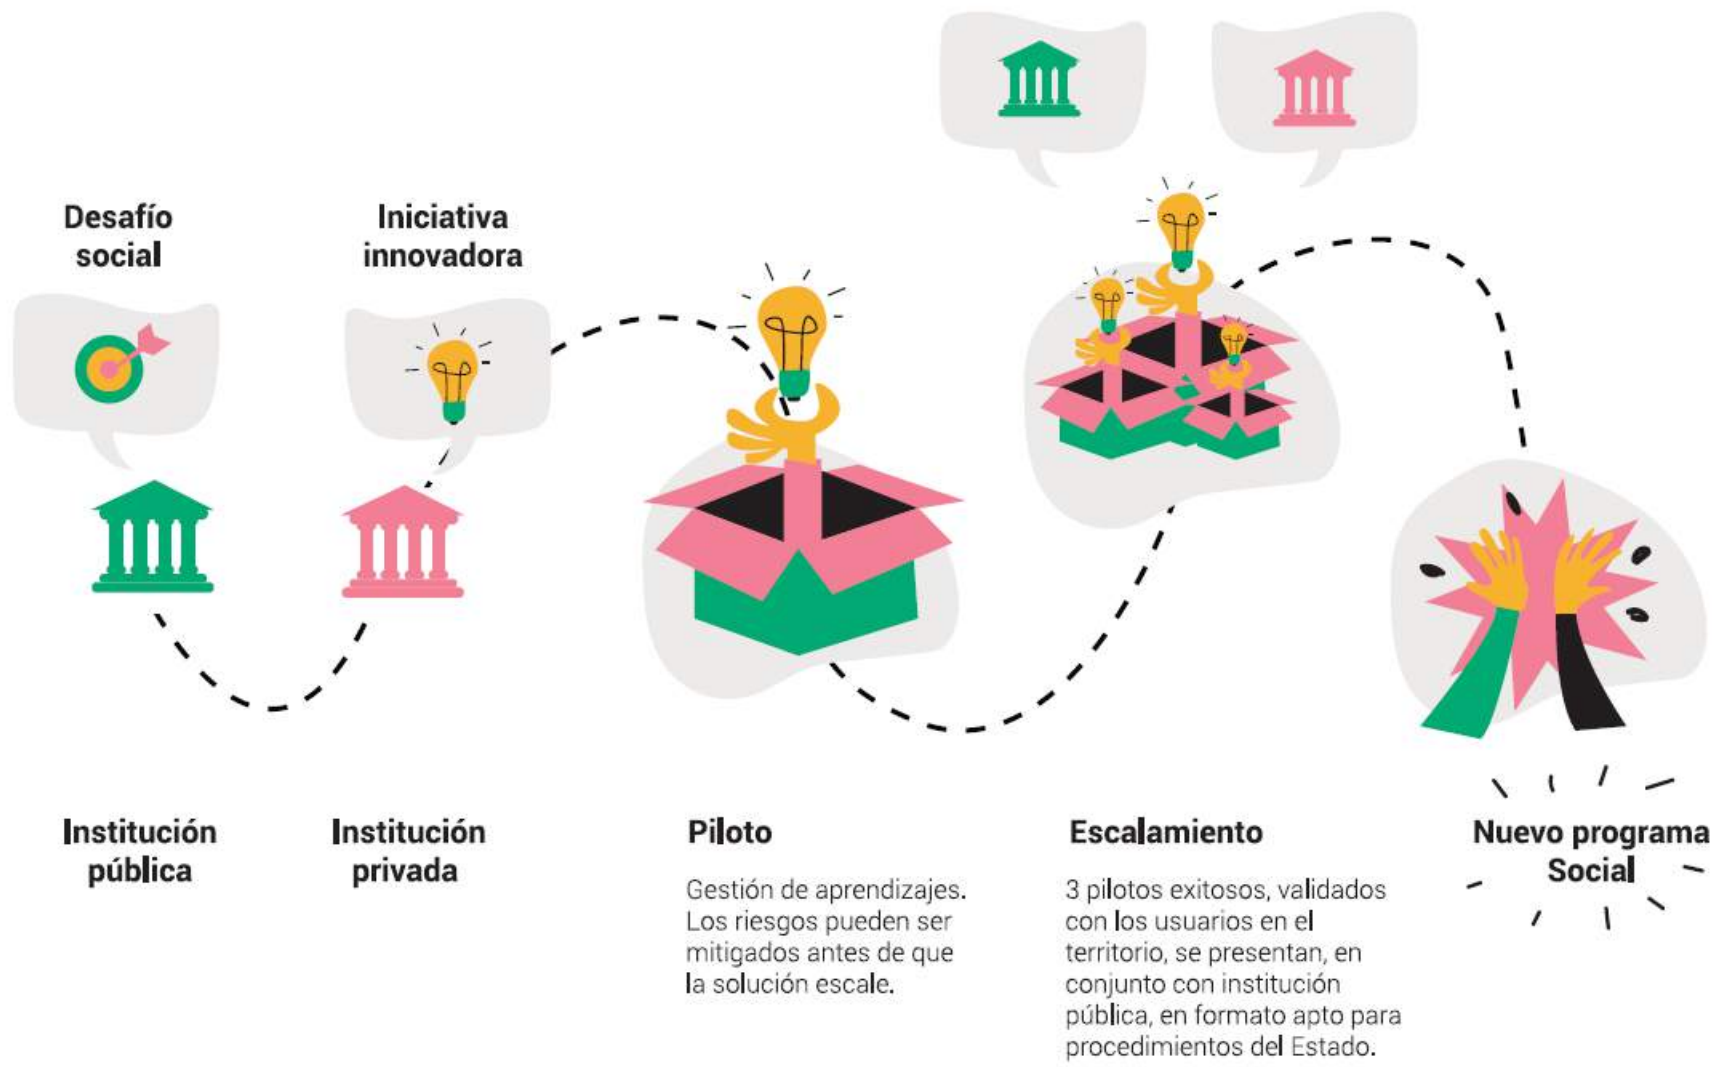 Desafío
social
Iniciativa
innovadora
Institución
pública
Institución
privada
Piloto
Gestión de aprendizajes.
Los riesgos pueden ser
mitigados antes de que
la solución escale.
Escalamiento
3 pilotos exitosos, validados
con los usuarios en el
territorio, se presentan, en
conjunto con institución
pública, en formato apto para
procedimientos del Estado.
Nuevo programa
Social